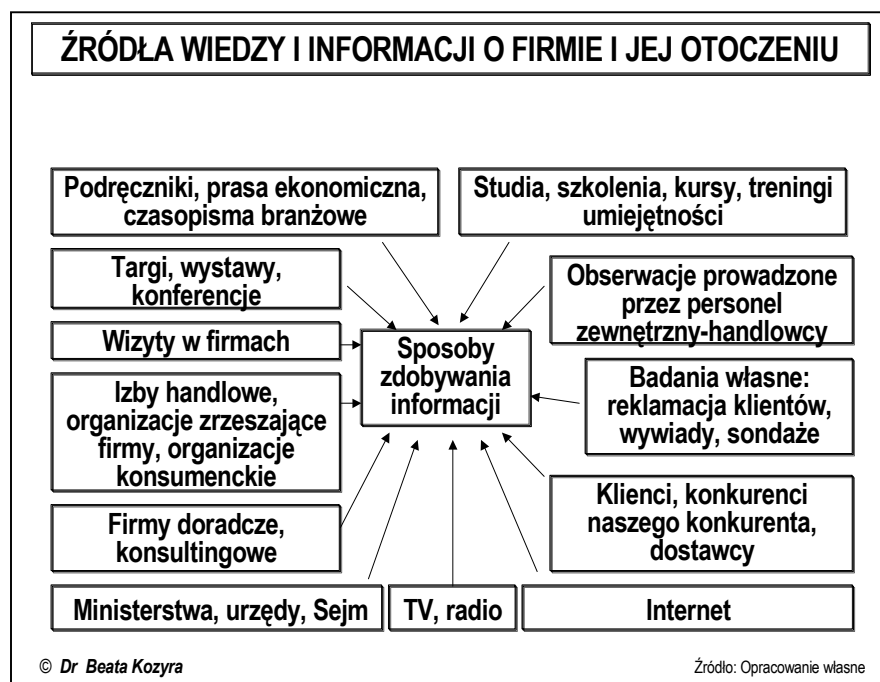 ŹRÓDŁA WIEDZY I INFORMACJI O FIRMIE I JEJ OTOCZENIU
Podręczniki, prasa ekonomiczna,
czasopisma branżowe
Studia, szkolenia, kursy, treningi
umiejętności
Targi, wystawy,
konferencje
Obserwacje prowadzone
przez personel
zewnętrzny-handlowcy
Wizyty w firmach
Sposoby
zdobywania
informacji
Izby handlowe,
organizacje zrzeszające
firmy, organizacje
konsumenckie
Badania własne:
reklamacja klientów,
wywiady, sondaże
Firmy doradcze,
konsultingowe
Klienci, konkurenci
naszego konkurenta,
dostawcy
Ministerstwa, urzędy, Sejm
TV, radio
Internet
© Dr Beata Kozyra
Źródło: Opracowanie własne